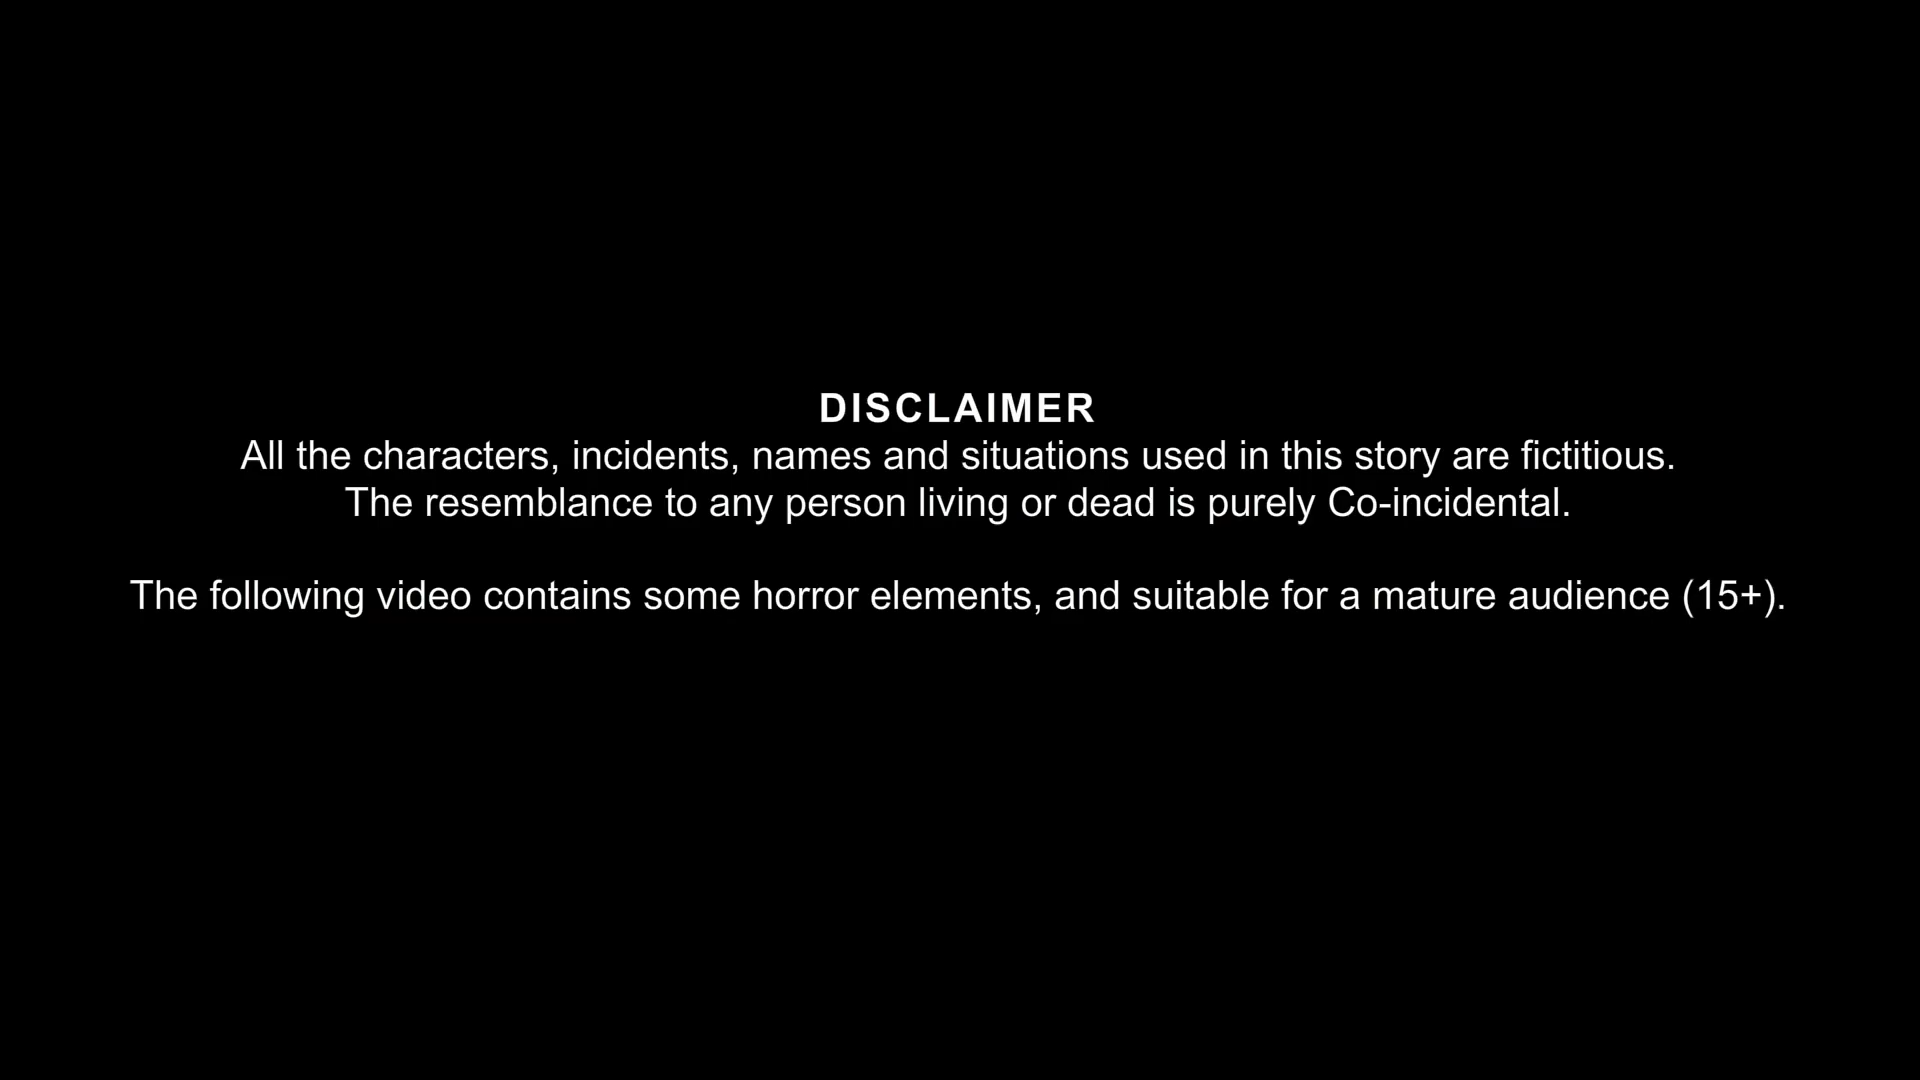 DISCLAIMER
All the characters, incidents, names and situations used in this story are fictitious.
The resemblance to any person living or dead is purely Co-incidental.
The following video contains some horror elements, and suitable for a mature audience (15+).